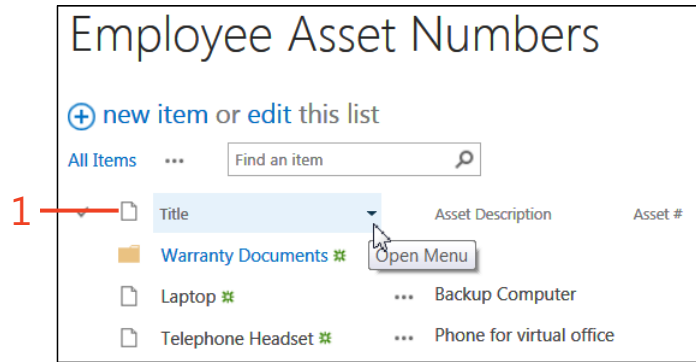 Employee Asset Numbers
new item or edit this list
All Items ••• Find an item
1 Title Asset Description Asset #
Warranty Documents Open Menu
Laptop ••• Backup Computer
Telephone Headset ••• Phone for virtual office